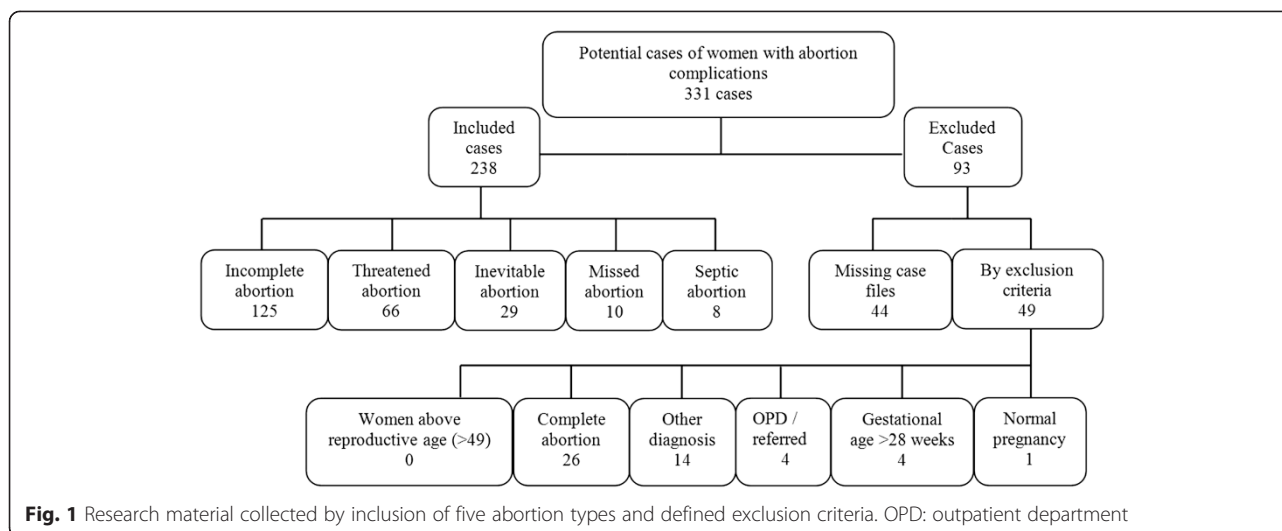 Potential cases of women with abortion
complications
331 cases
Included
cases
238
Excluded
Cases
93
Incomplete
abortion
125
Threatened
abortion
66
Inevitable
abortion
29
Missed
abortion
10
Septic
abortion
8
Missing case
files
44
By exclusion
criteria
49
Women above
reproductive age (>49)
0
Complete
abortion
26
Other
diagnosis
14
OPD /
referred
4
Gestational
age >28 weeks
4
Normal
pregnancy
1
Fig. 1 Research material collected by inclusion of five abortion types and defined exclusion criteria. OPD: outpatient department